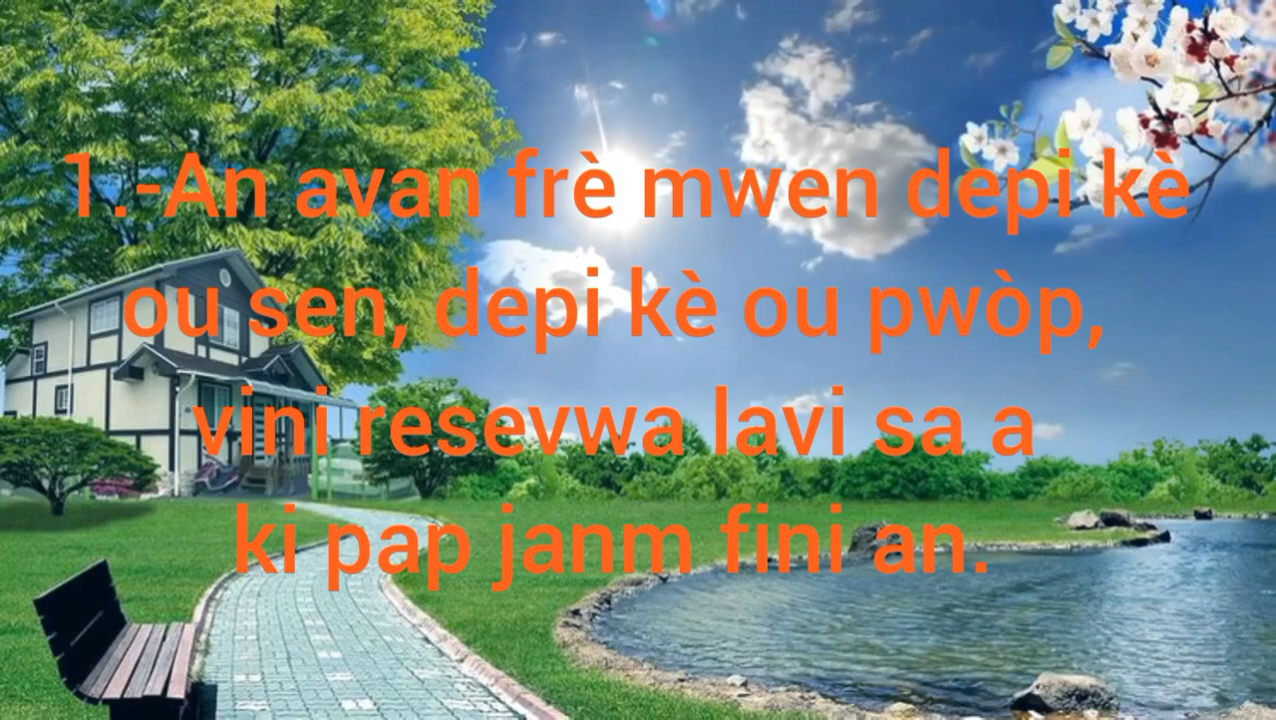 1.-An avan frè mwen depi kè
ou sen, depi kè ou pwòp,
vini resevwa lavi sa a
ki pap janm fini an.